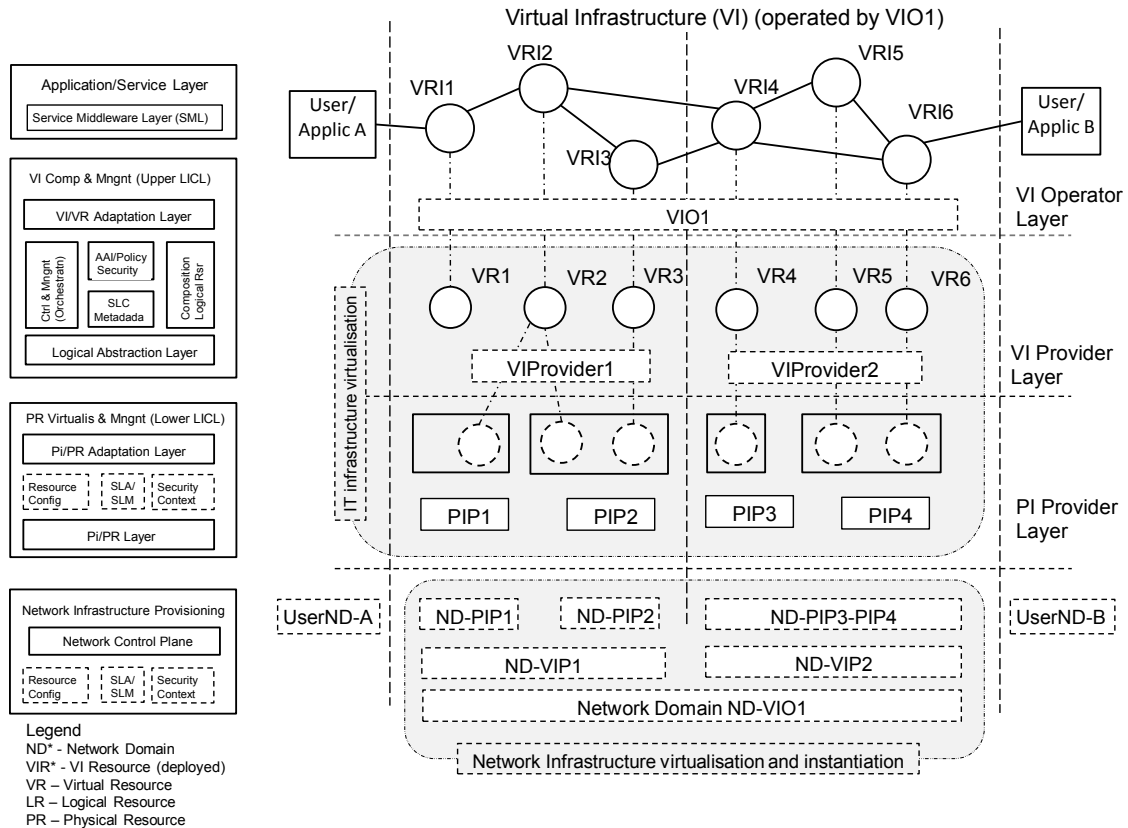 Virtual Infrastructure (VI) (operated by VIO1)
Application/Service Layer
Service Middleware Layer (SML)
VI Comp & Mngnt (Upper LICL)
VI/VR Adaptation Layer
Ctrl & Mngnt
(Orchestratn)
AAI/Policy
Security
SLC
Metadada
Composition
Logical Rsr
Logical Abstraction Layer
PR Virtualis & Mngnt (Lower LICL)
Pi/PR Adaptation Layer
Resource
Config
SLA/
SLM
Security
Context
Pi/PR Layer
Network Infrastructure Provisioning
Network Control Plane
Resource
Config
SLA/
SLM
Security
Context
Legend
ND* - Network Domain
VIR* - VI Resource (deployed)
VR – Virtual Resource
LR – Logical Resource
PR – Physical Resource
User/
Applic A
VRI1
VRI2
VRI3
VRI4
VRI5
VRI6
User/
Applic B
VIO1
VI Operator
Layer
VR1
VR2
VR3
VR4
VR5
VR6
IT infrastructure virtualisation
VIProvider1
VIProvider2
VI Provider
Layer
PIP1
PIP2
PIP3
PIP4
PI Provider
Layer
UserND-A
ND-PIP1
ND-PIP2
ND-PIP3-PIP4
UserND-B
ND-VIP1
ND-VIP2
Network Domain ND-VIO1
Network Infrastructure virtualisation and instantiation